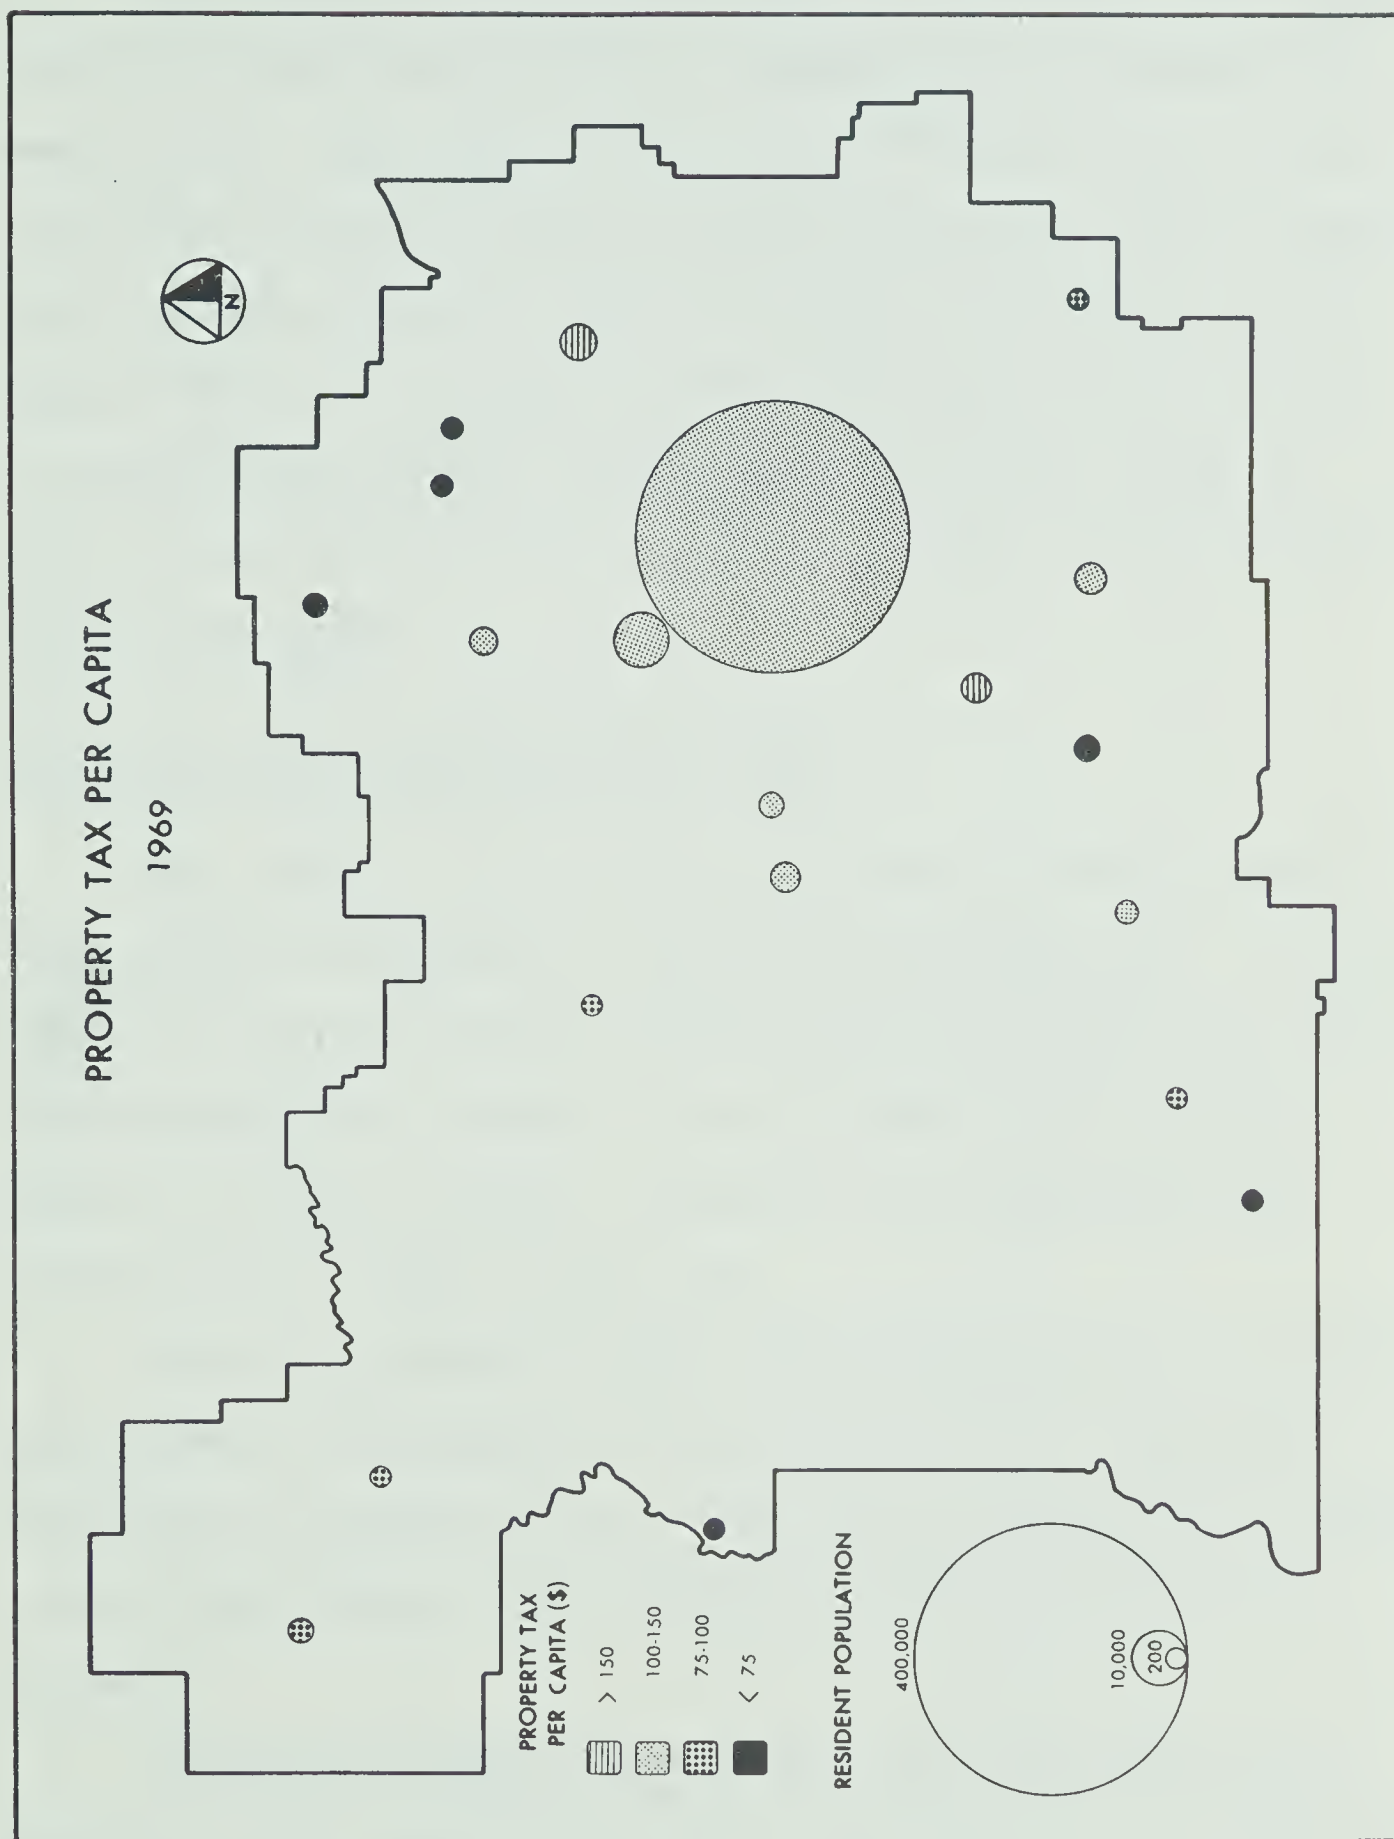 PROPERTY TAX PER CAPITA
1969
N
PROPERTY TAX
PER CAPITA ($)
> 150
100-150
75-100
< 75
RESIDENT POPULATION
400,000
10,000
200